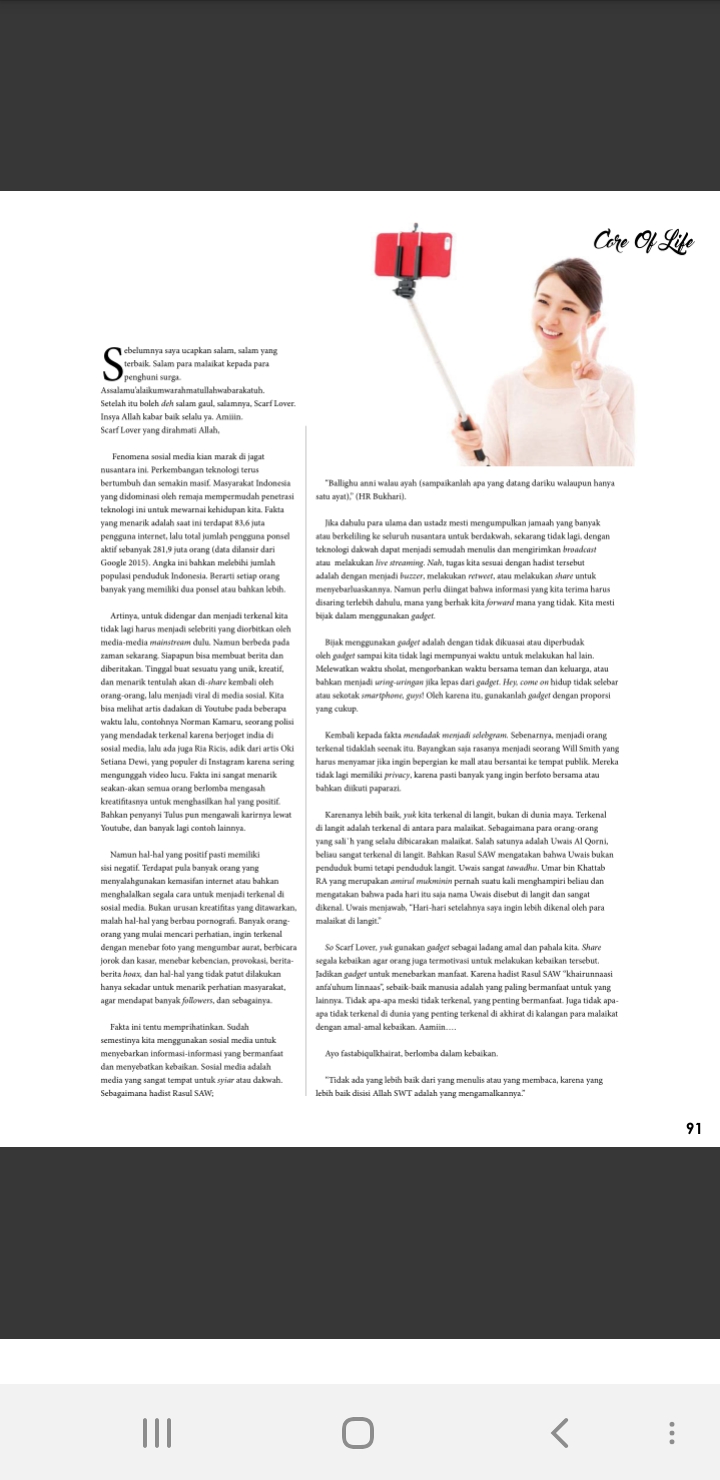 Core Of Life
Sebelumnya saya ucapkan salam, salam yang
terbaik. Salam para malaikat kepada para
penghuni surga.
Assalamu'alaikumwarahmatullahwabarakatuh.
Setelah itu boleh deh salam gaul, salamnya, Scarf Lover.
Insya Allah kabar baik selalu ya. Amiiin.
Scarf Lover yang dirahmati Allah,
Fenomena sosial media kian marak di jagat
nusantara ini. Perkembangan teknologi terus
bertumbuh dan semakin masif. Masyarakat Indonesia
yang didominasi oleh remaja mempermudah penetrasi
teknologi ini untuk mewarnai kehidupan kita. Fakta
yang menarik adalah saat ini terdapat 83,6 juta
pengguna internet, lalu total jumlah pengguna ponsel
aktif sebanyak 281,9 juta orang (data dilansir dari
Google 2015). Angka ini bahkan melebihi jumlah
populasi penduduk Indonesia. Berarti setiap orang
banyak yang memiliki dua ponsel atau bahkan lebih.
Artinya, untuk didengar dan menjadi terkenal kita
tidak lagi harus menjadi selebriti yang diorbitkan oleh
media-media mainstream dulu. Namun berbeda pada
zaman sekarang. Siapapun bisa membuat berita dan
diberitakan. Tinggal buat sesuatu yang unik, kreatif,
dan menarik tentulah akan di-share kembali oleh
orang-orang, lalu menjadi viral di media sosial. Kita
bisa melihat artis dadakan di Youtube pada beberapa
waktu lalu, contohnya Norman Kamaru, seorang polisi
yang mendadak terkenal karena berjoget india di
sosial media, lalu ada juga Ria Ricis, adik dari artis Oki
Setiana Dewi, yang populer di Instagram karena sering
mengunggah video lucu. Fakta ini sangat menarik
seakan-akan semua orang berlomba mengasah
kreatifitasnya untuk menghasilkan hal yang positif.
Bahkan penyanyi Tulus pun mengawali karirnya lewat
Youtube, dan banyak lagi contoh lainnya.
Namun hal-hal yang positif pasti memiliki
sisi negatif. Terdapat pula banyak orang yang
menyalahgunakan kemasifan internet atau bahkan
menghalalkan segala cara untuk menjadi terkenal di
sosial media. Bukan urusan kreatifitas yang ditawarkan,
malah hal-hal yang berbau pornografi. Banyak orang-
orang yang mulai mencari perhatian, ingin terkenal
dengan menebar foto yang mengumbar aurat, berbicara
jorok dan kasar, menebar kebencian, provokasi, berita-
berita hoax, dan hal-hal yang tidak patut dilakukan
hanya sekadar untuk menarik perhatian masyarakat,
agar mendapat banyak followers, dan sebagainya.
Fakta ini tentu memprihatinkan. Sudah
semestinya kita menggunakan sosial media untuk
menyebarkan informasi-informasi yang bermanfaat
dan menyebatkan kebaikan. Sosial media adalah
media yang sangat tempat untuk syiar atau dakwah.
Sebagaimana hadist Rasul SAW;
"Ballighu anni walau ayah (sampaikanlah apa yang datang dariku walaupun hanya
satu ayat)," (HR Bukhari).
Jika dahulu para ulama dan ustadz mesti mengumpulkan jamaah yang banyak
atau berkeliling ke seluruh nusantara untuk berdakwah, sekarang tidak lagi, dengan
teknologi dakwah dapat menjadi semudah menulis dan mengirimkan broadcast
atau melakukan live streaming. Nah, tugas kita sesuai dengan hadist tersebut
adalah dengan menjadi buzzer, melakukan retweet, atau melakukan share untuk
menyebarluaskannya. Namun perlu diingat bahwa informasi yang kita terima harus
disaring terlebih dahulu, mana yang berhak kita forward mana yang tidak. Kita mesti
bijak dalam menggunakan gadget.
Bijak menggunakan gadget adalah dengan tidak dikuasai atau diperbudak
oleh gadget sampai kita tidak lagi mempunyai waktu untuk melakukan hal lain.
Melewatkan waktu sholat, mengorbankan waktu bersama teman dan keluarga, atau
bahkan menjadi uring-uringan jika lepas dari gadget. Hey, come on hidup tidak selebar
atau sekotak smartphone, guys! Oleh karena itu, gunakanlah gadget dengan proporsi
yang cukup.
Kembali kepada fakta mendadak menjadi selebgram. Sebenarnya, menjadi orang
terkenal tidaklah seenak itu. Bayangkan saja rasanya menjadi seorang Will Smith yang
harus menyamar jika ingin bepergian ke mall atau bersantai ke tempat publik. Mereka
tidak lagi memiliki privacy, karena pasti banyak yang ingin berfoto bersama atau
bahkan diikuti paparazi.
Karenanya lebih baik, yuk kita terkenal di langit, bukan di dunia maya. Terkenal
di langit adalah terkenal di antara para malaikat. Sebagaimana para orang-orang
yang sali`h yang selalu dibicarakan malaikat. Salah satunya adalah Uwais Al Qorni,
beliau sangat terkenal di langit. Bahkan Rasul SAW mengatakan bahwa Uwais bukan
penduduk bumi tetapi penduduk langit. Uwais sangat tawadhu. Umar bin Khattab
RA yang merupakan amirul mukminin pernah suatu kali menghampiri beliau dan
mengatakan bahwa pada hari itu saja nama Uwais disebut di langit dan sangat
dikenal. Uwais menjawab, "Hari-hari setelahnya saya ingin lebih dikenal oleh para
malaikat di langit."
So Scarf Lover, yuk gunakan gadget sebagai ladang amal dan pahala kita. Share
segala kebaikan agar orang juga termotivasi untuk melakukan kebaikan tersebut.
Jadikan gadget untuk menebarkan manfaat. Karena hadist Rasul SAW "khairunnaasi
anfa'uhum linnaas", sebaik-baik manusia adalah yang paling bermanfaat untuk yang
lainnya. Tidak apa-apa meski tidak terkenal, yang penting bermanfaat. Juga tidak apa-
apa tidak terkenal di dunia yang penting terkenal di akhirat di kalangan para malaikat
dengan amal-amal kebaikan. Aamiin....
Ayo fastabiqulkhairat, berlomba dalam kebaikan.
"Tidak ada yang lebih baik dari yang menulis atau yang membaca, karena yang
lebih baik disisi Allah SWT adalah yang mengamalkannya."
91